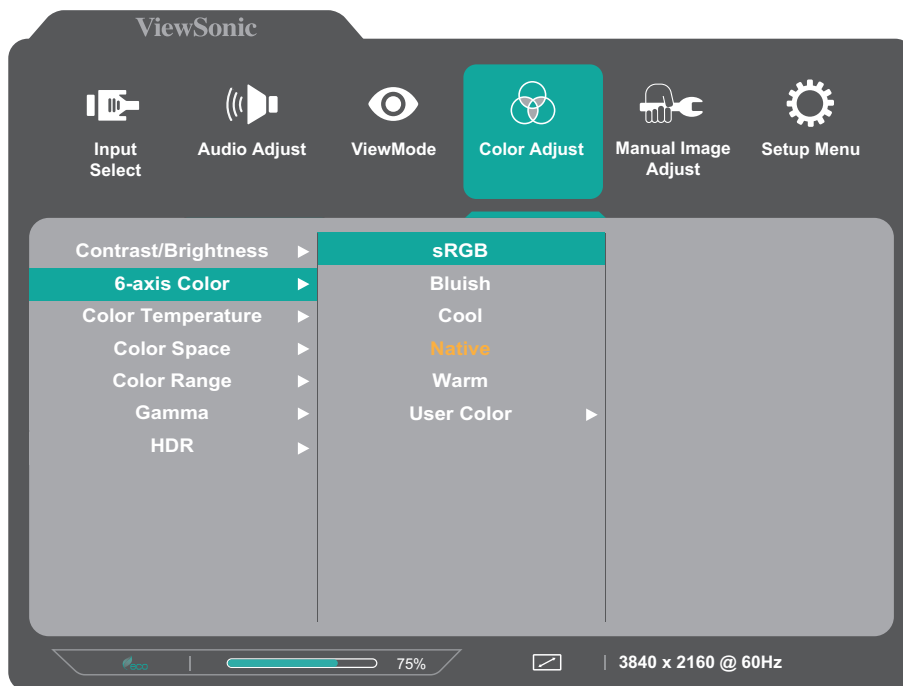 ViewSonic
Input
Select
Audio Adjust
ViewMode
Color Adjust
Manual Image
Adjust
Setup Menu
Contrast/Brightness
6-axis Color
Color Temperature
Color Space
Color Range
Gamma
HDR
sRGB
Bluish
Cool
Native
Warm
User Color
eco
75%
3840 x 2160 @ 60Hz